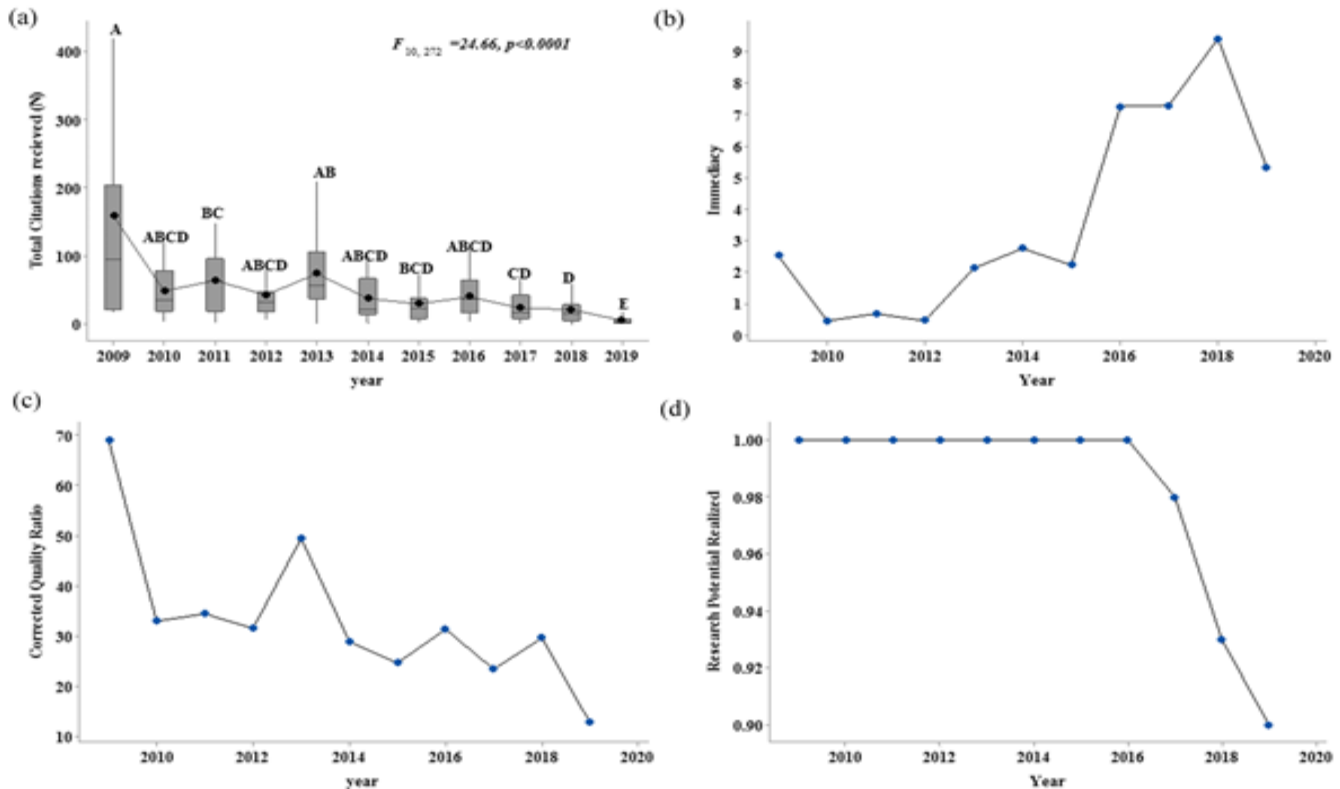 (a)
Total Citations recieved (N)
400
300
200
100
0
A
ABCD
BC
ABCD
AB
ABCD
BCD
ABCD
CD
D
E
F 10, 272 =24.66, p<0.0001
2009 2010 2011 2012 2013 2014 2015 2016 2017 2018 2019
year
(b)
Immediacy
9
8
7
6
5
4
3
2
1
0
2010 2012 2014 2016 2018 2020
Year
(c)
Corrected Quality Ratio
70
60
50
40
30
20
10
2010 2012 2014 2016 2018 2020
year
(d)
Research Potential Realized
1.00
0.98
0.96
0.94
0.92
0.90
2010 2012 2014 2016 2018 2020
Year